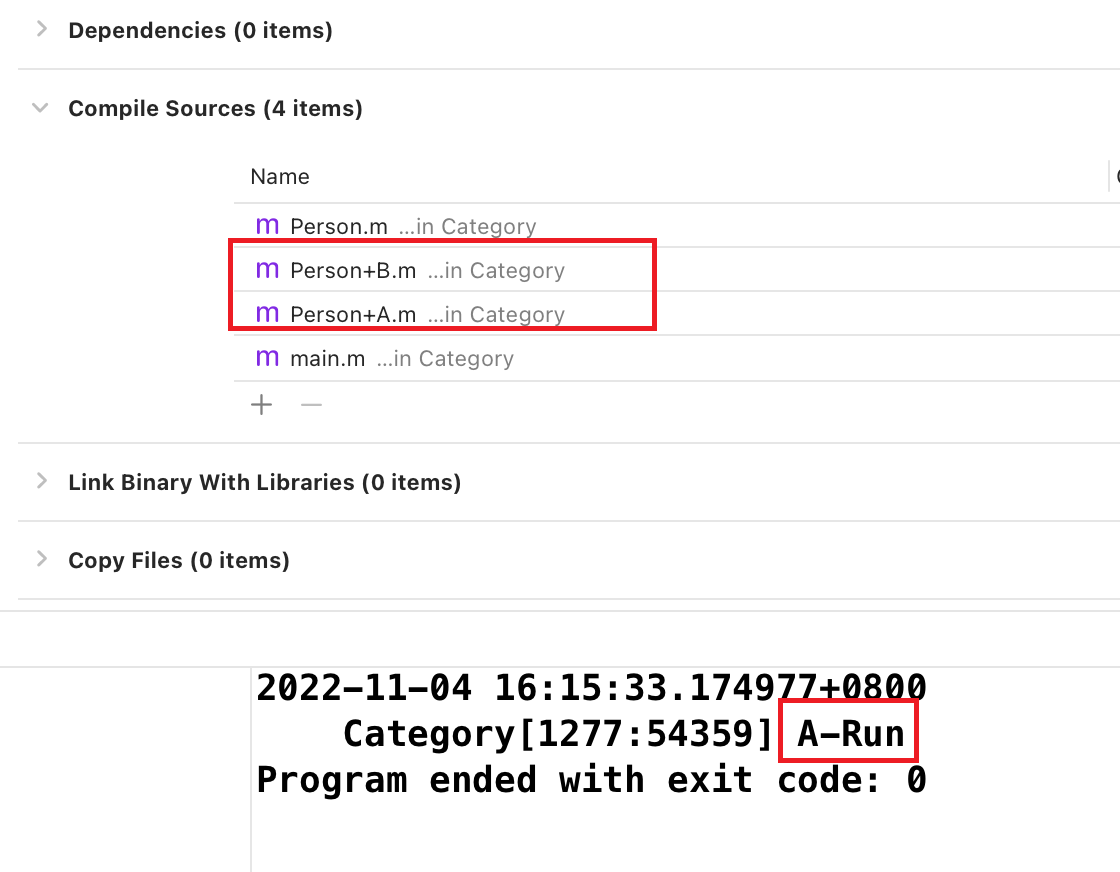 Dependencies (0 items)
Compile Sources (4 items)
Name
m Person.m ...in Category
m Person+B.m ...in Category
m Person+A.m ...in Category
m main.m ...in Category
Link Binary With Libraries (0 items)
Copy Files (0 items)
2022-11-04 16:15:33.174977+0800
Category[1277:54359] A-Run
Program ended with exit code: 0